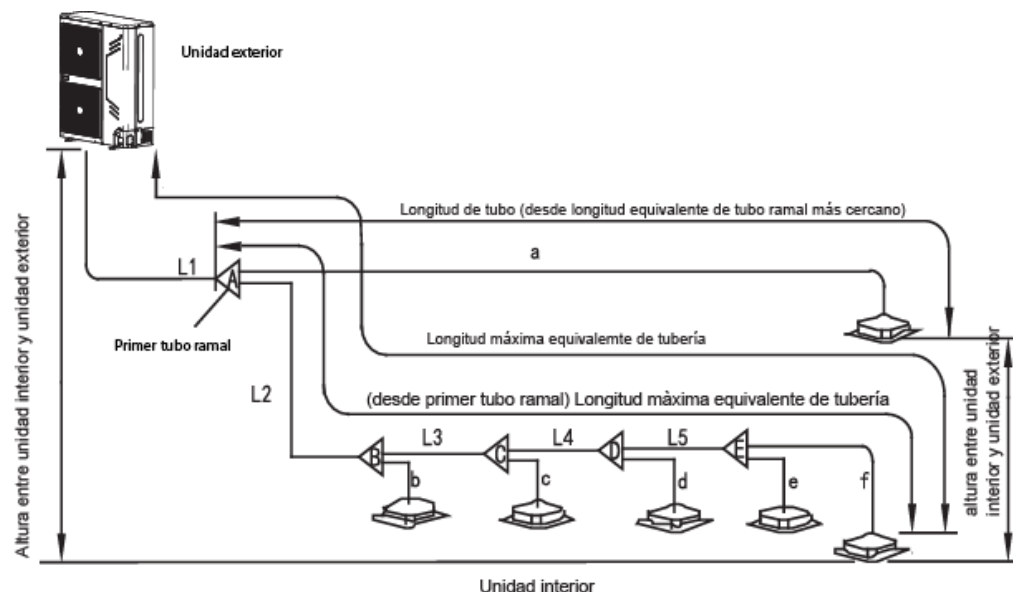 Unidad exterior
Longitud de tubo (desde longitud equivalente de tubo ramal más cercano)
a
L1
A
Primer tubo ramal
Longitud máxima equivalemte de tubería
L2
(desde primer tubo ramal) Longitud màxima equivalente de tubería
L3
L4
L5
B
C
D
E
b
c
d
e
f
Altura entre unidad interior y unidad exterior
altura entre unidad
interior y unidad exterior
Unidad interior